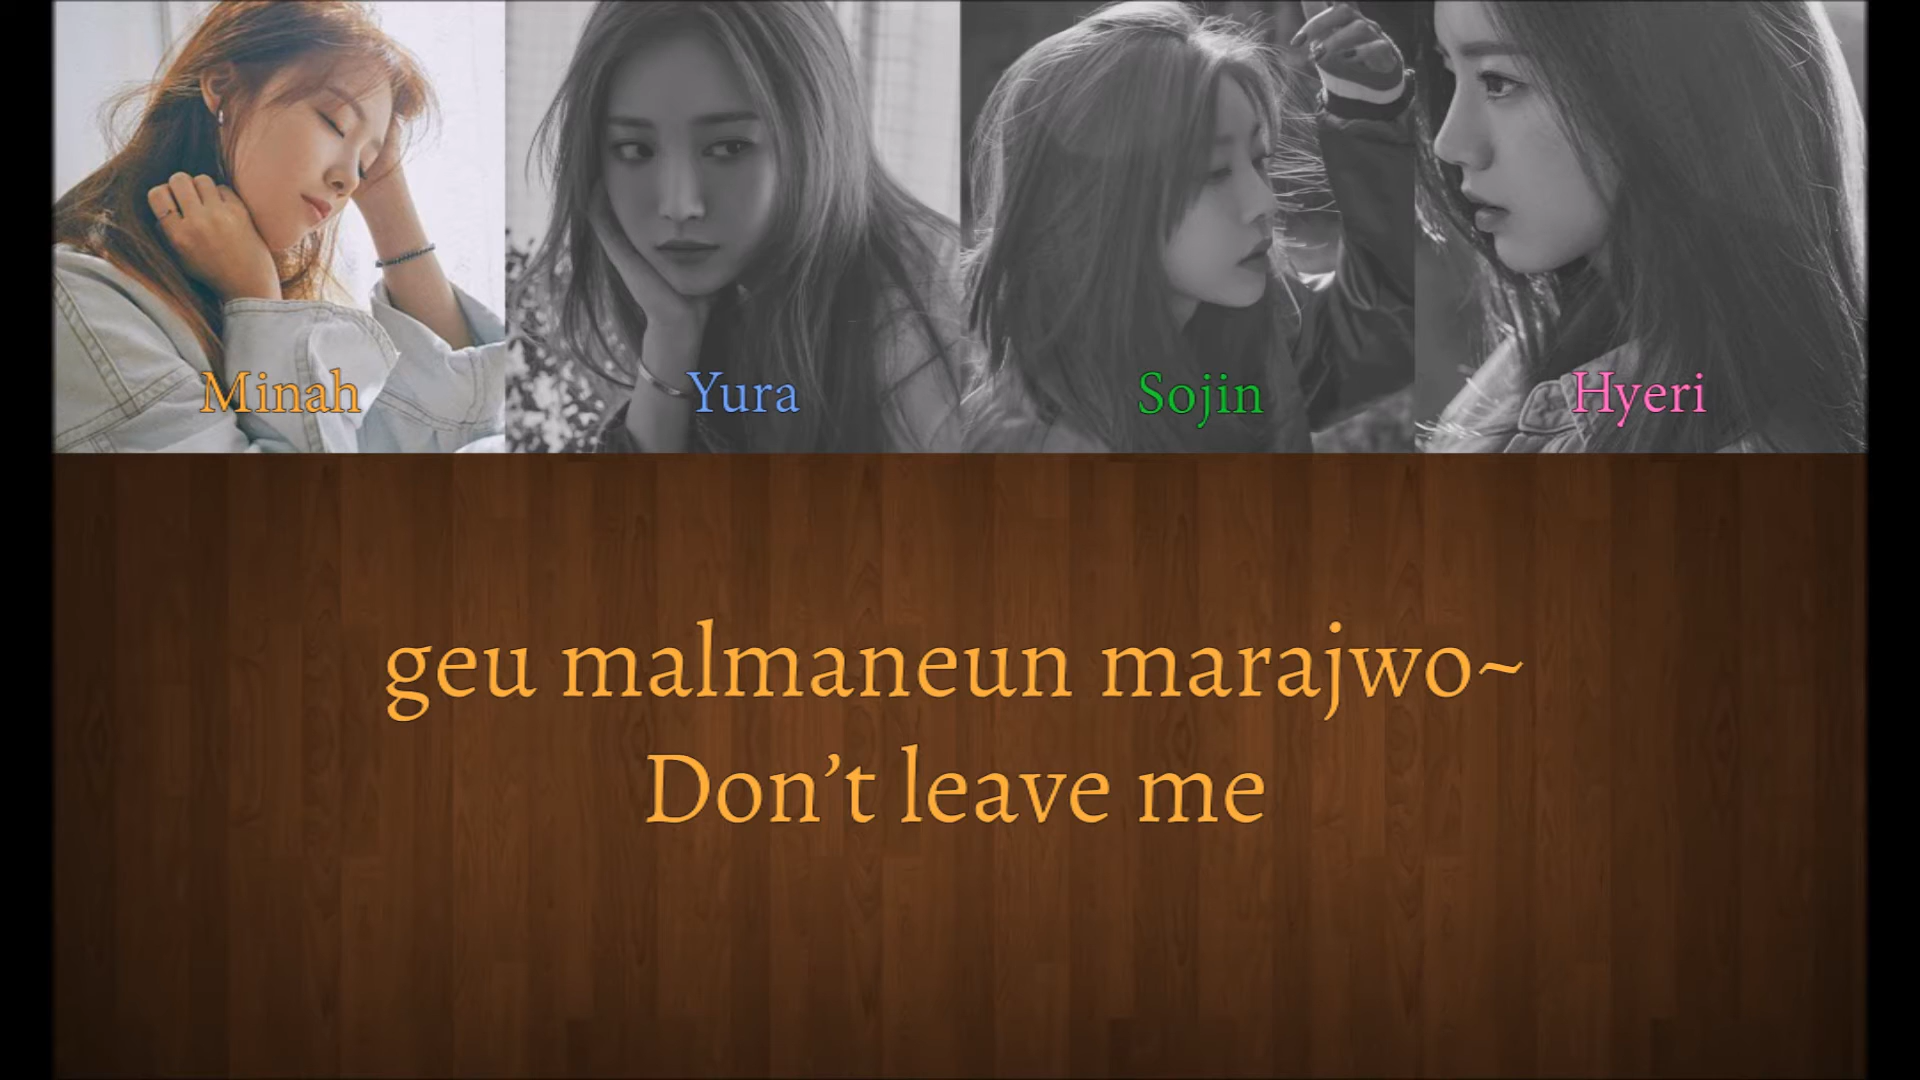 Minah
Yura
Sojin
Hyeri
geu malmaneun marajwo~
Don’t leave me